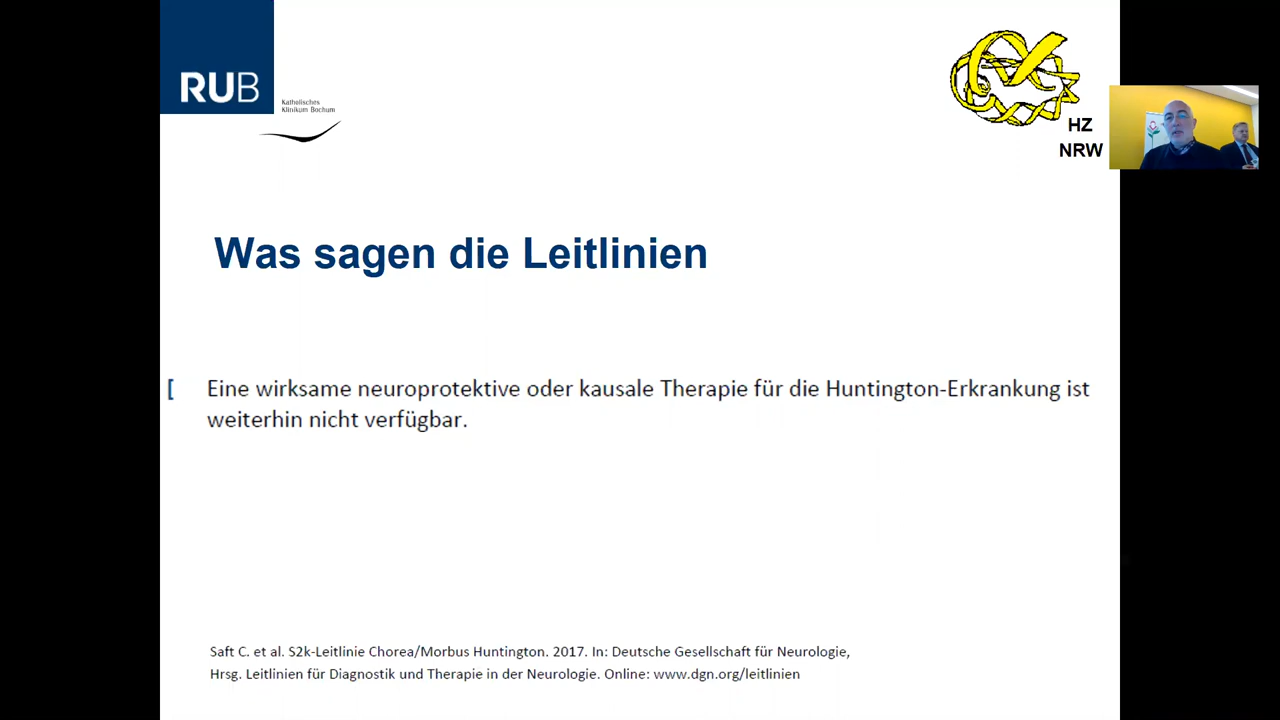 RUB
Katholisches
Klinikum Bochum
HZ
NRW
Was sagen die Leitlinien
[ Eine wirksame neuroprotektive oder kausale Therapie für die Huntington-Erkrankung ist
weiterhin nicht verfügbar.
Saft C. et al. S2k-Leitlinie Chorea/Morbus Huntington. 2017. In: Deutsche Gesellschaft für Neurologie,
Hrsg. Leitlinien für Diagnostik und Therapie in der Neurologie. Online: www.dgn.org/leitlinien